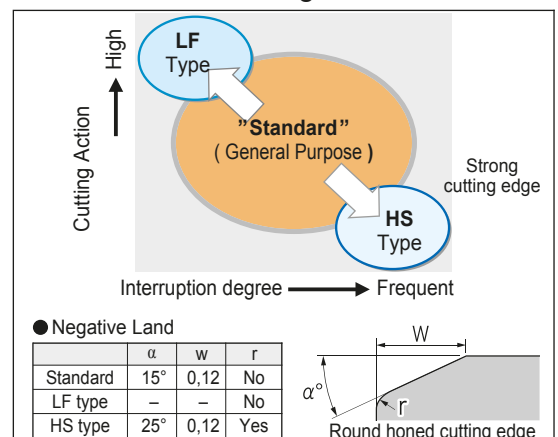 High
Cutting Action
LF
Type
”Standard”
( General Purpose )
Strong
cutting edge
HS
Type
Interruption degree
Frequent
● Negative Land
α w r
Standard 15° 0,12 No
LF type – – No
HS type 25° 0,12 Yes
W
α°
r
Round honed cutting edge